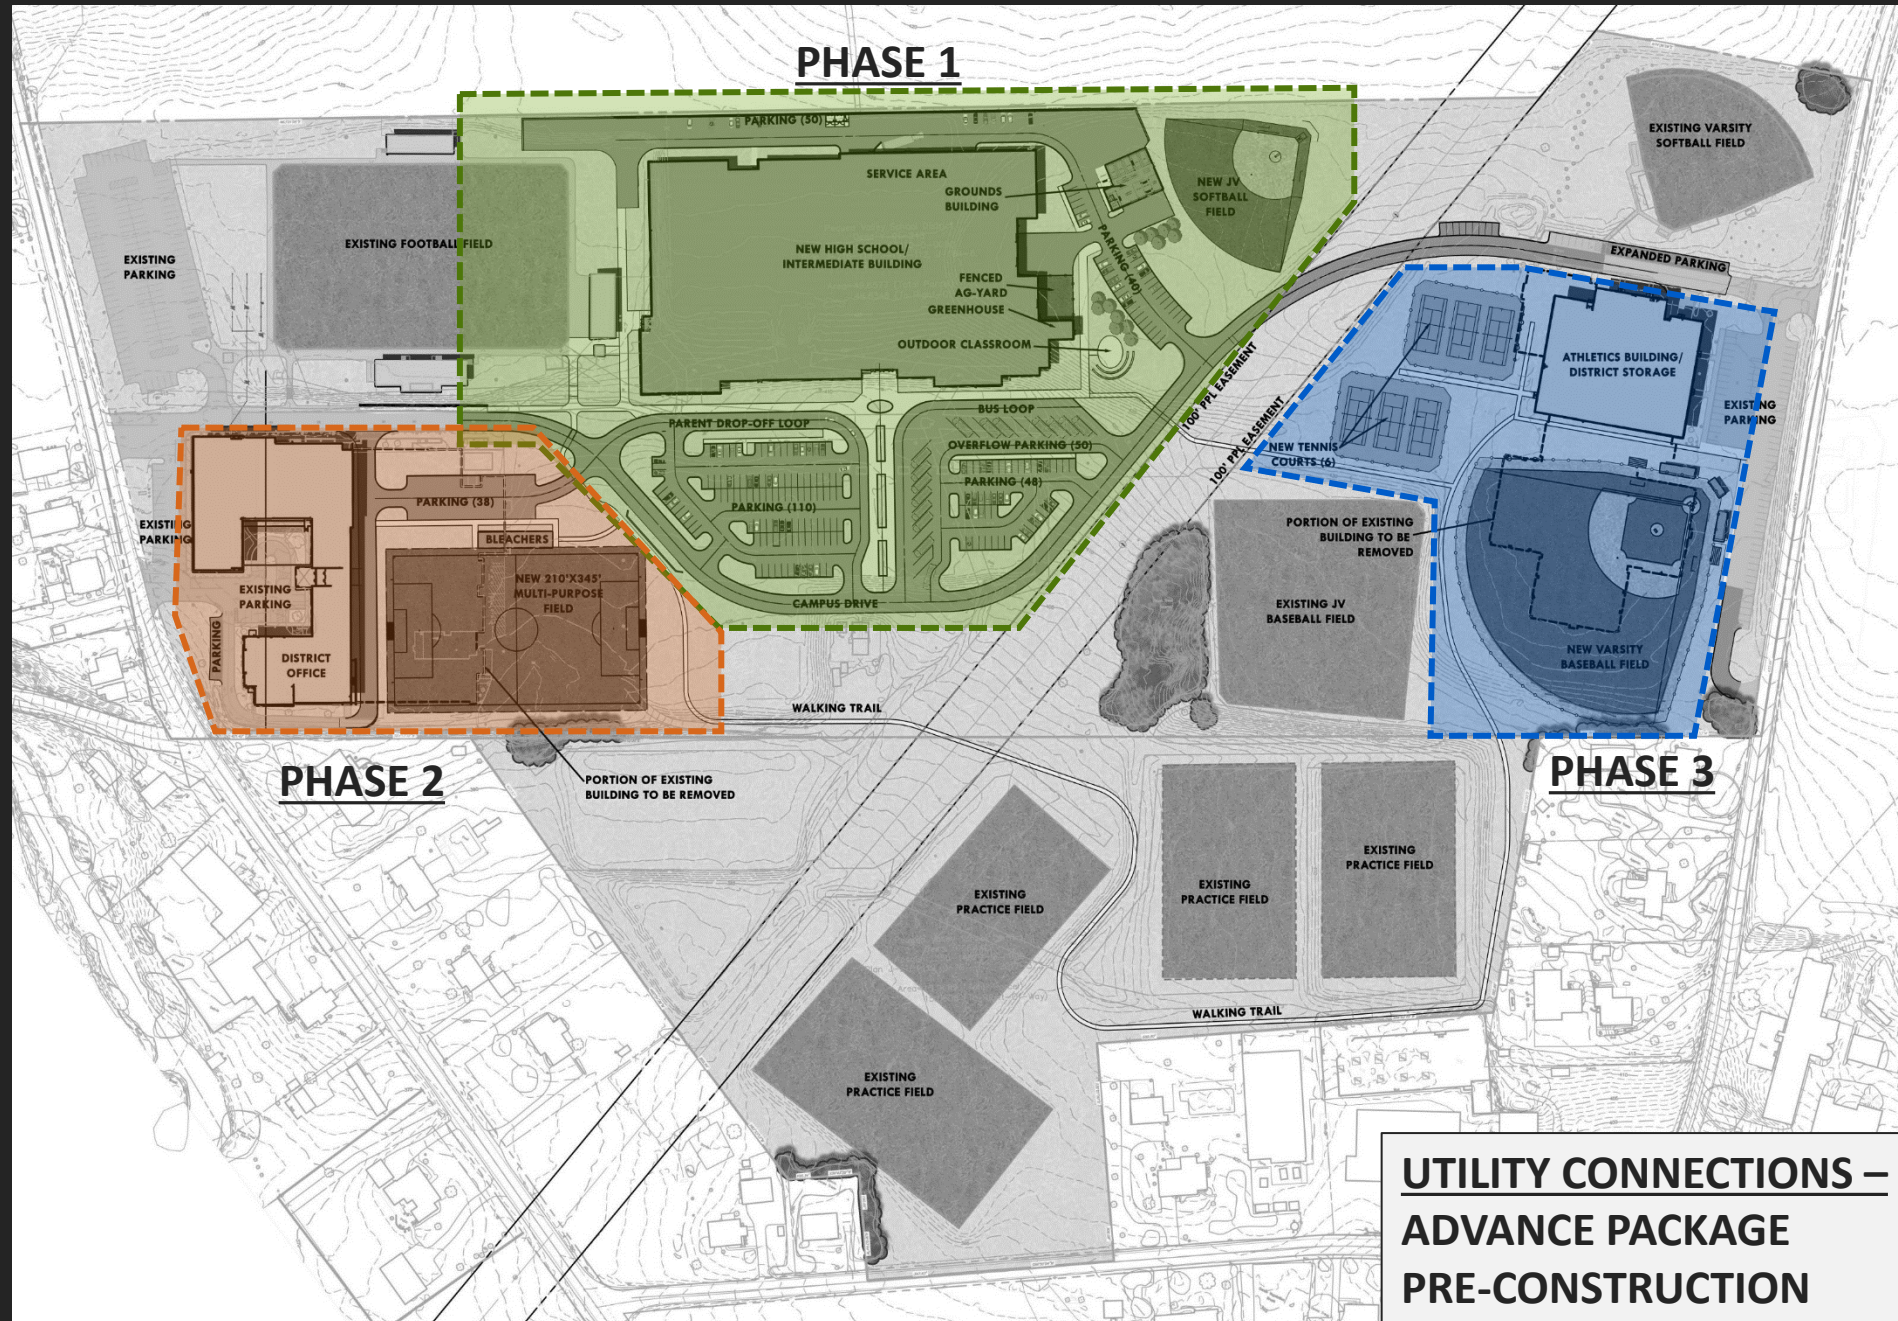 PHASE 1
PARKING (50)
EXISTING VARSITY
SOFTBALL FIELD
SERVICE AREA
GROUNDS
BUILDING
NEW JV
SOFTBALL
FIELD
EXISTING FOOTBALL FIELD
EXISTING
PARKING
NEW HIGH SCHOOL/
INTERMEDIATE BUILDING
PARKING (40)
EXPANDED PARKING
FENCED
AG-YARD
GREENHOUSE
OUTDOOR CLASSROOM
100' PPL EASEMENT
100' PPL EASEMENT
ATHLETICS BUILDING/
DISTRICT STORAGE
EXISTING
PARKING
BUS LOOP
PARENT DROP-OFF LOOP
OVERFLOW PARKING (50)
NEW TENNIS
COURTS (6)
PARKING (48)
PARKING (38)
PARKING (110)
EXISTING
PARKING
BLEACHERS
PORTION OF EXISTING
BUILDING TO BE
REMOVED
NEW 210'X345'
MULTI-PURPOSE
FIELD
EXISTING
PARKING
CAMPUS DRIVE
EXISTING JV
BASEBALL FIELD
PARKING
DISTRICT
OFFICE
NEW VARSITY
BASEBALL FIELD
WALKING TRAIL
PHASE 2
PORTION OF EXISTING
BUILDING TO BE REMOVED
PHASE 3
EXISTING
PRACTICE FIELD
EXISTING
PRACTICE FIELD
EXISTING
PRACTICE FIELD
WALKING TRAIL
EXISTING
PRACTICE FIELD
UTILITY CONNECTIONS –
ADVANCE PACKAGE
PRE-CONSTRUCTION